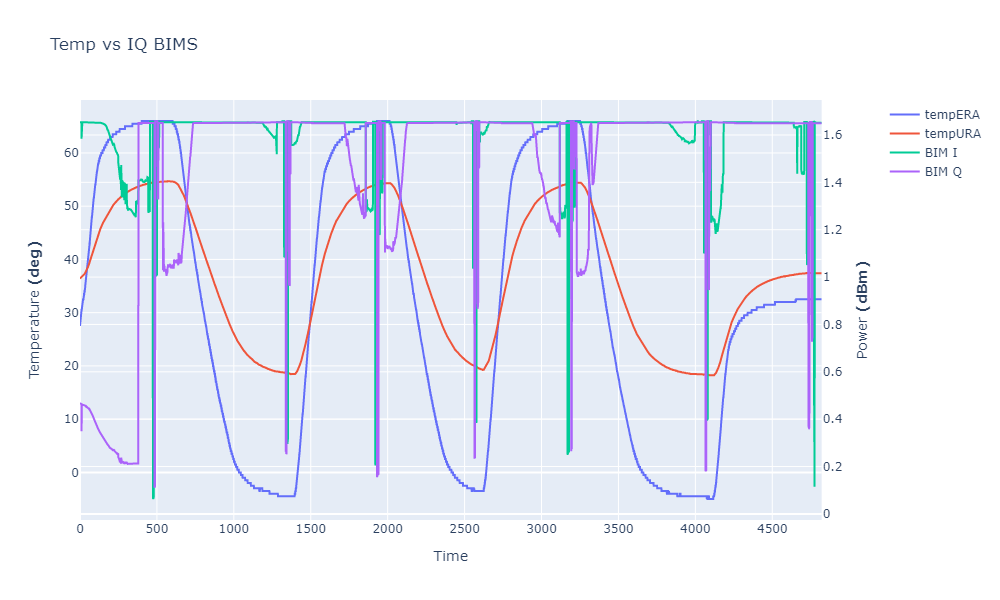 Temp vs IQ BIMS
tempERA
tempURA
BIM I
BIM Q
60
50
40
30
20
10
0
1.6
1.4
1.2
1
0.8
0.6
0.4
0.2
0
0 500 1000 1500 2000 2500 3000 3500 4000 4500
Temperature (deg)
Power (dBm)
Time